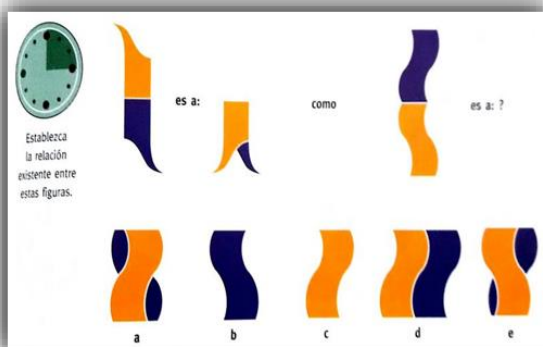 es a:
como
es a: ?
Establezca
la relación
existente entre
estas figuras.
a
b
c
d
e